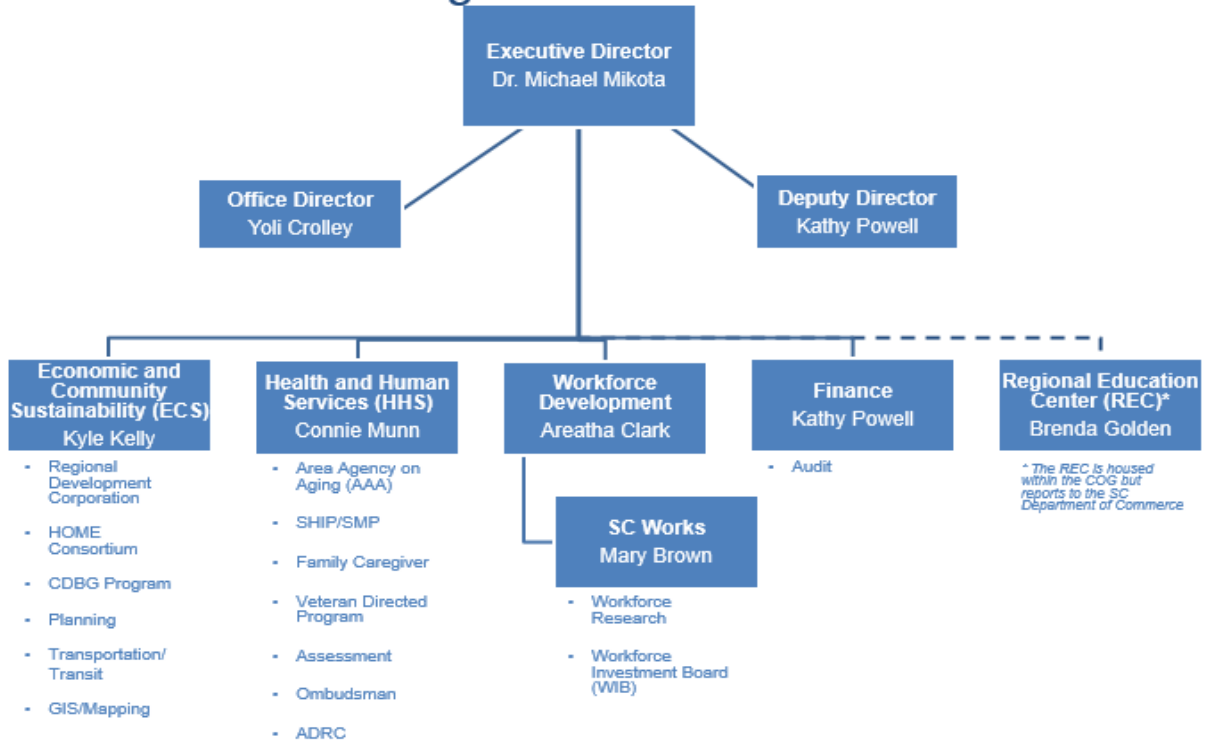 Executive Director
Dr. Michael Mikota
Office Director
Yoli Crolley
Deputy Director
Kathy Powell
Economic and
Community
Sustainability (ECS)
Kyle Kelly
- Regional
Development
Corporation
- HOME
Consortium
- CDBG Program
- Planning
- Transportation/
Transit
- GIS/Mapping
Health and Human
Services (HHS)
Connie Munn
- Area Agency on
Aging (AAA)
- SHIP/SMP
- Family Caregiver
- Veteran Directed
Program
- Assessment
- Ombudsman
- ADRC
Workforce
Development
Areatha Clark
SC Works
Mary Brown
- Workforce
Research
- Workforce
Investment Board
(WIB)
Finance
Kathy Powell
- Audit
Regional Education
Center (REC)*
Brenda Golden
* The REC is housed
within the COG but
reports to the SC
Department of Commerce